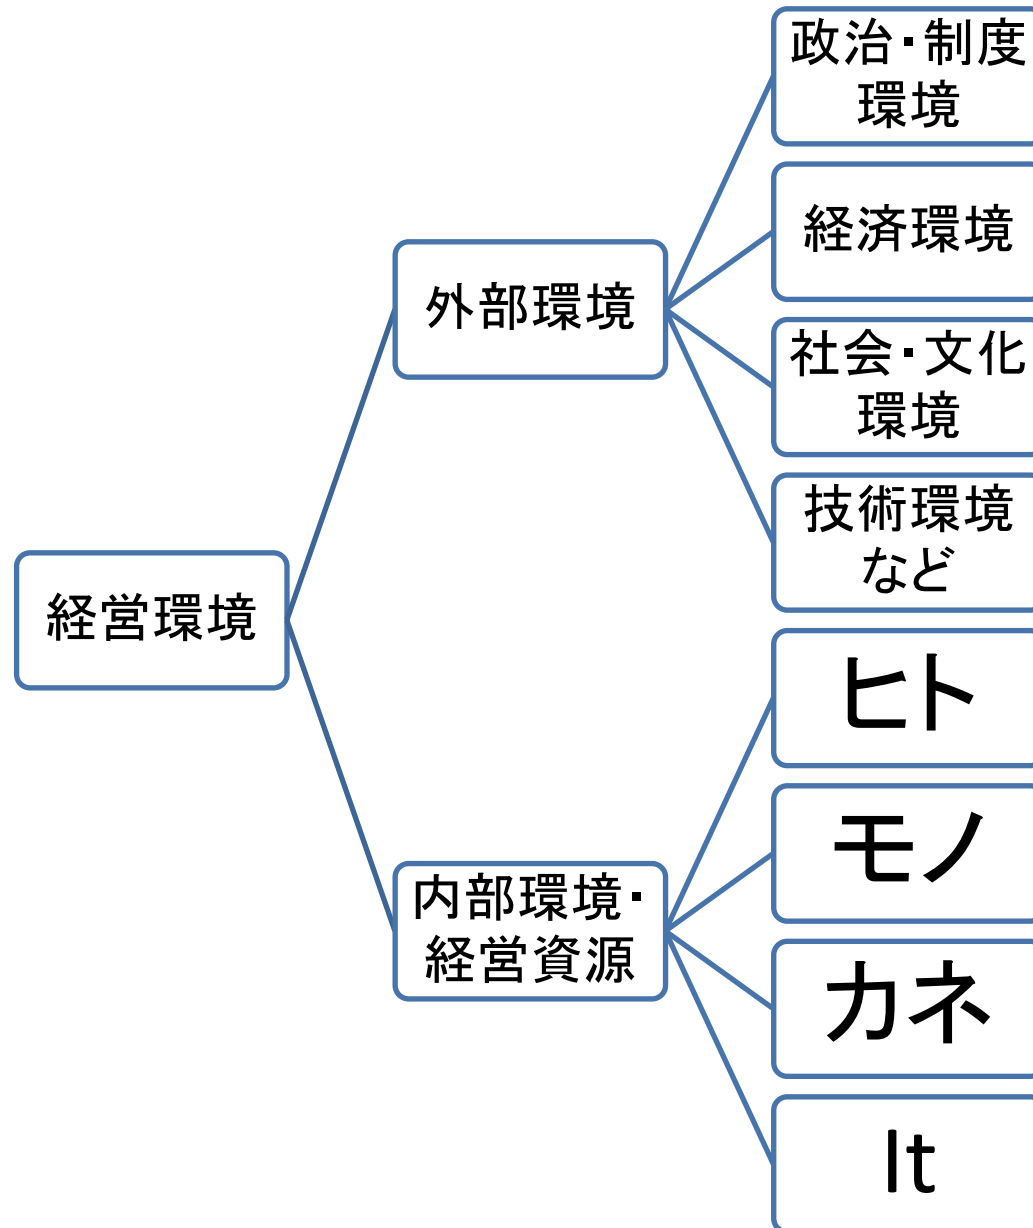 政治・制度
環境
経済環境
外部環境
社会・文化
環境
技術環境
など
経営環境
ヒト
モノ
内部環境・
経営資源
カネ
It